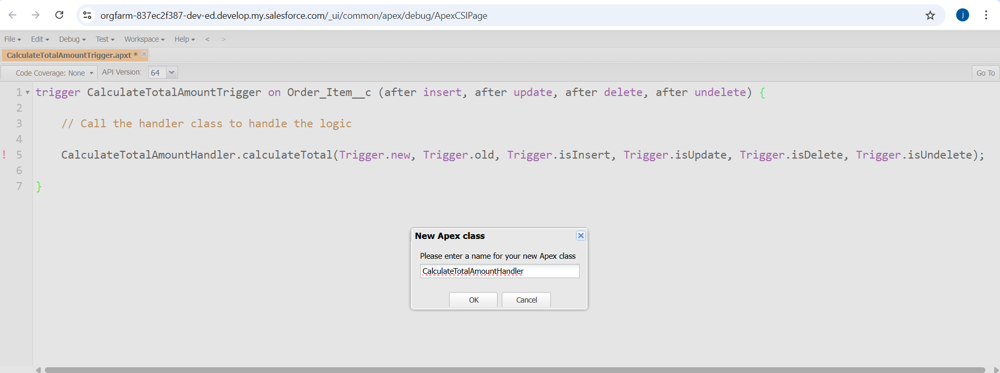 orgfarm-837ec2f387-dev-ed.develop.my.salesforce.com/_ui/common/apex/debug/ApexCSIPage
j
File Edit Debug Test Workspace Help < >
CalculateTotalAmountTrigger.apxt *
Code Coverage: None API Version: 64 Go To
1 trigger CalculateTotalAmountTrigger on Order_Item__c (after insert, after update, after delete, after undelete) {
2
3 // Call the handler class to handle the logic
4
! 5 CalculateTotalAmountHandler.calculateTotal(Trigger.new, Trigger.old, Trigger.isInsert, Trigger.isUpdate, Trigger.isDelete, Trigger.isUndelete);
6
7 }
New Apex class
Please enter a name for your new Apex class
CalculateTotalAmountHandler
OK Cancel